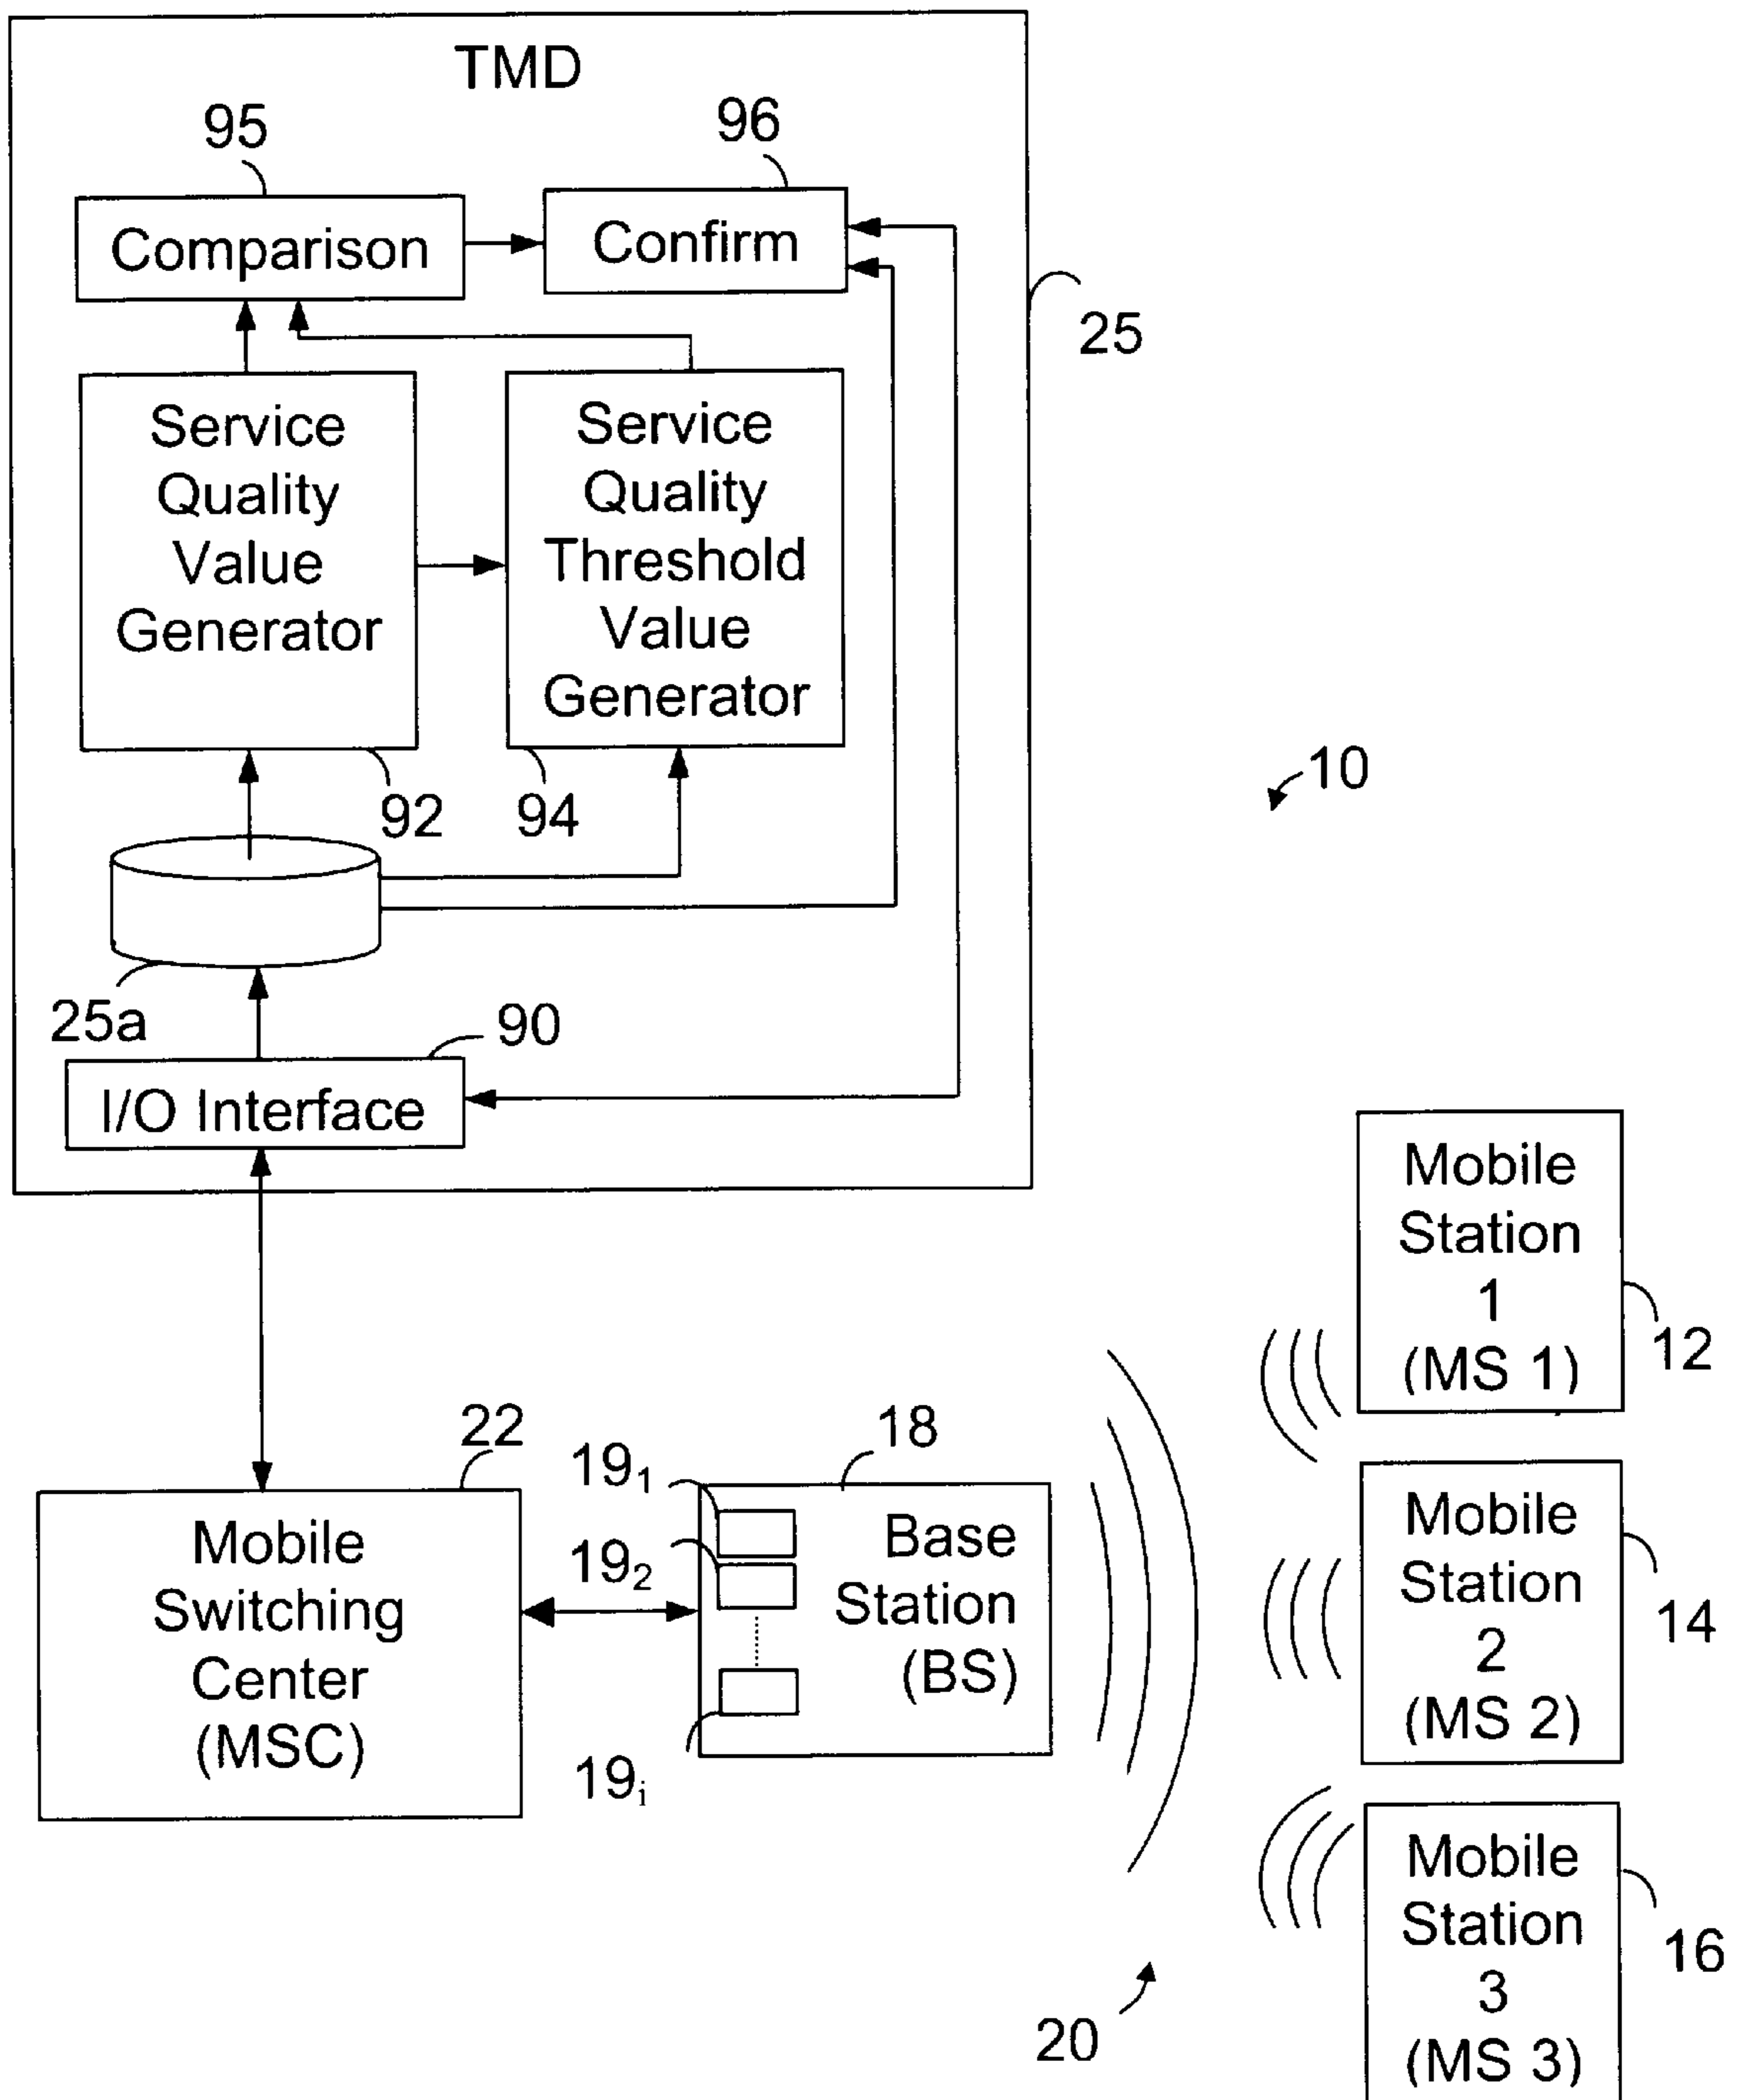 TMD
95
96
Comparison
Confirm
25
Service
Quality
Value
Generator
Service
Quality
Threshold
Value
Generator
92
94
10
25a
90
I/O Interface
Mobile
Station
1
(MS 1)
12
22
18
19₁
19₂
19ᵢ
Mobile
Switching
Center
(MSC)
Base
Station
(BS)
Mobile
Station
2
(MS 2)
14
Mobile
Station
3
(MS 3)
16
20